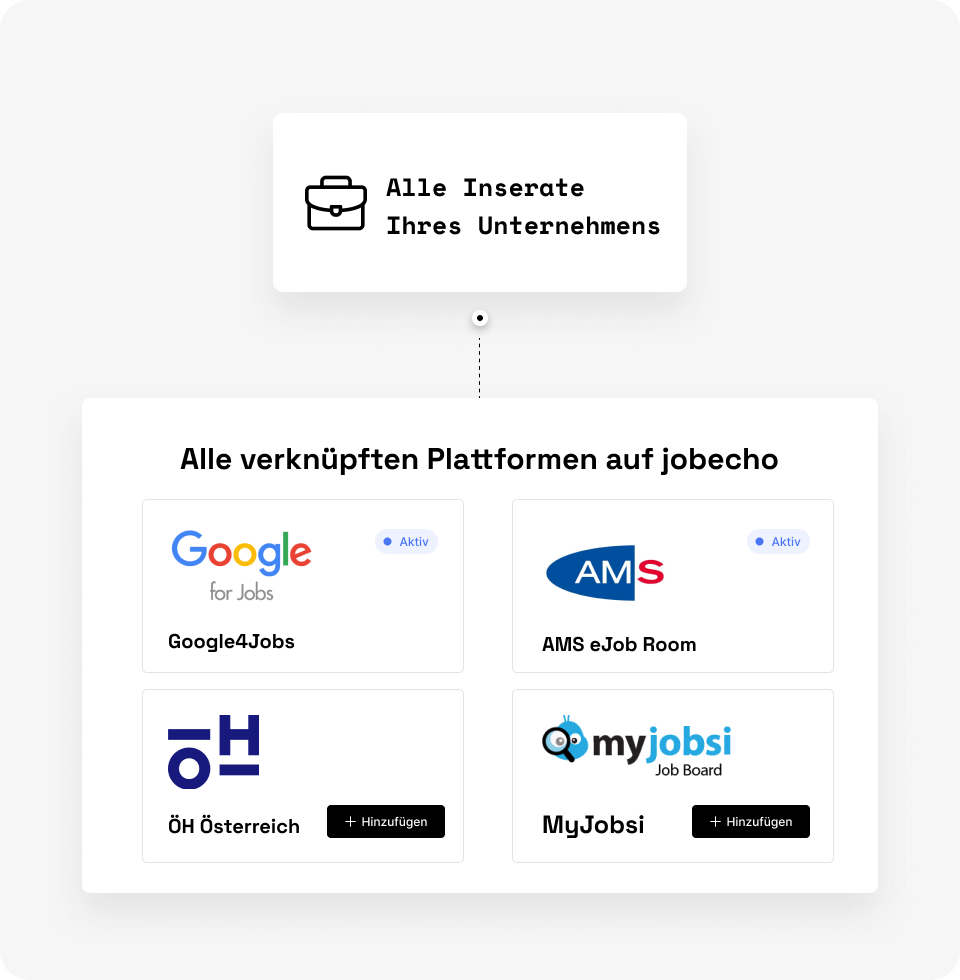 Alle Inserate
Ihres Unternehmens
Alle verknüpften Plattformen auf jobecho
Google
for Jobs
Aktiv
Google4Jobs
AMS
Aktiv
AMS eJob Room
ÖH
ÖH Österreich
+ Hinzufügen
myjobsi
Job Board
MyJobsi
+ Hinzufügen